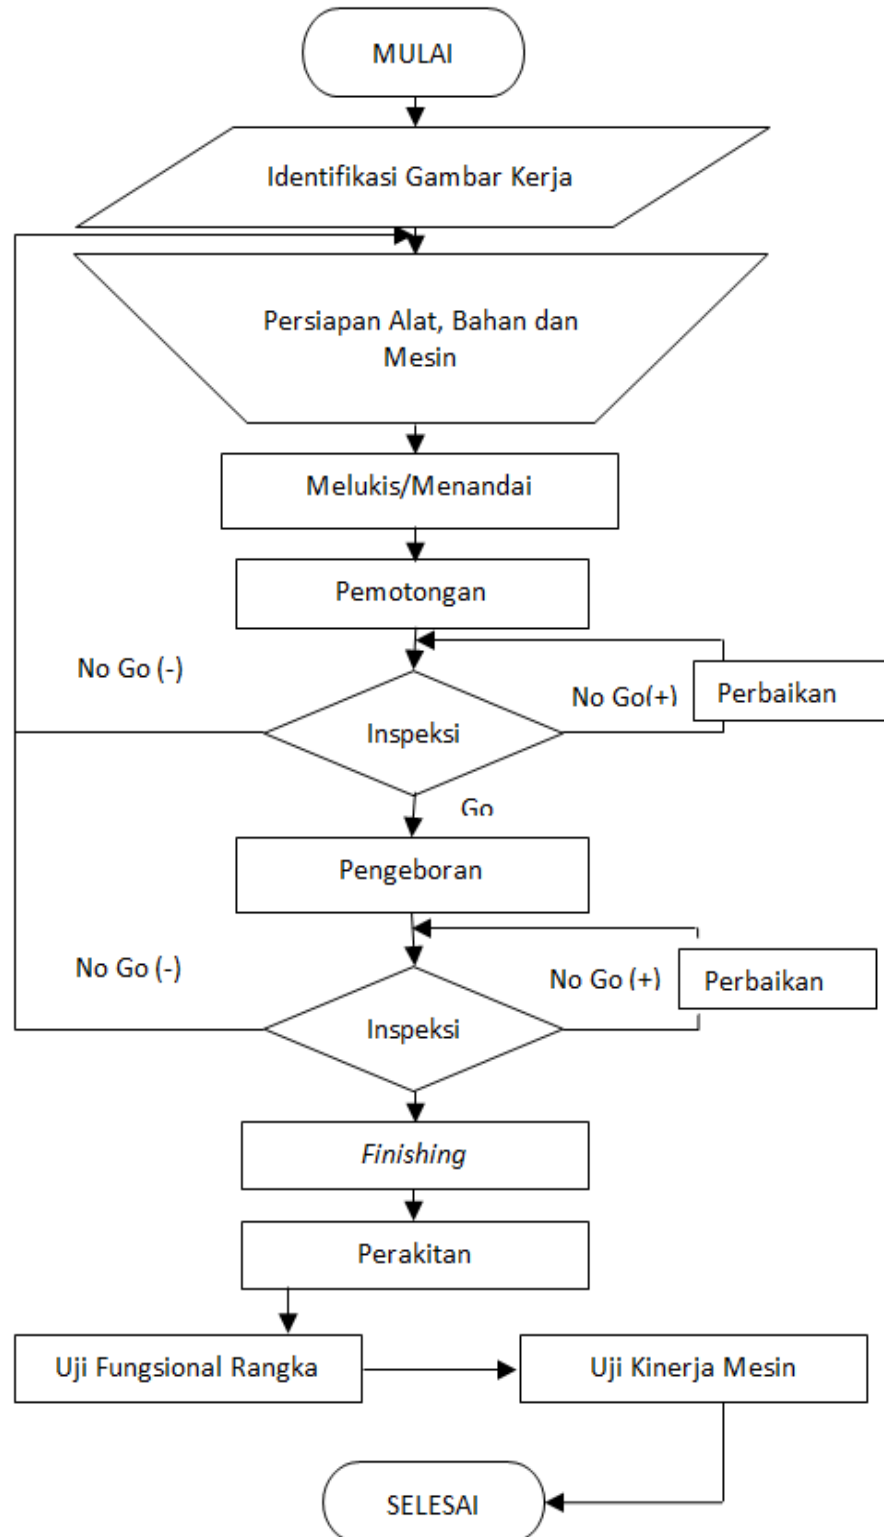 MULAI
Identifikasi Gambar Kerja
Persiapan Alat, Bahan dan
Mesin
Melukis/Menandai
Pemotongan
No Go (-)
No Go(+)
Perbaikan
Inspeksi
Go
Pengeboran
No Go (-)
No Go (+)
Perbaikan
Inspeksi
Finishing
Perakitan
Uji Fungsional Rangka
Uji Kinerja Mesin
SELESAI